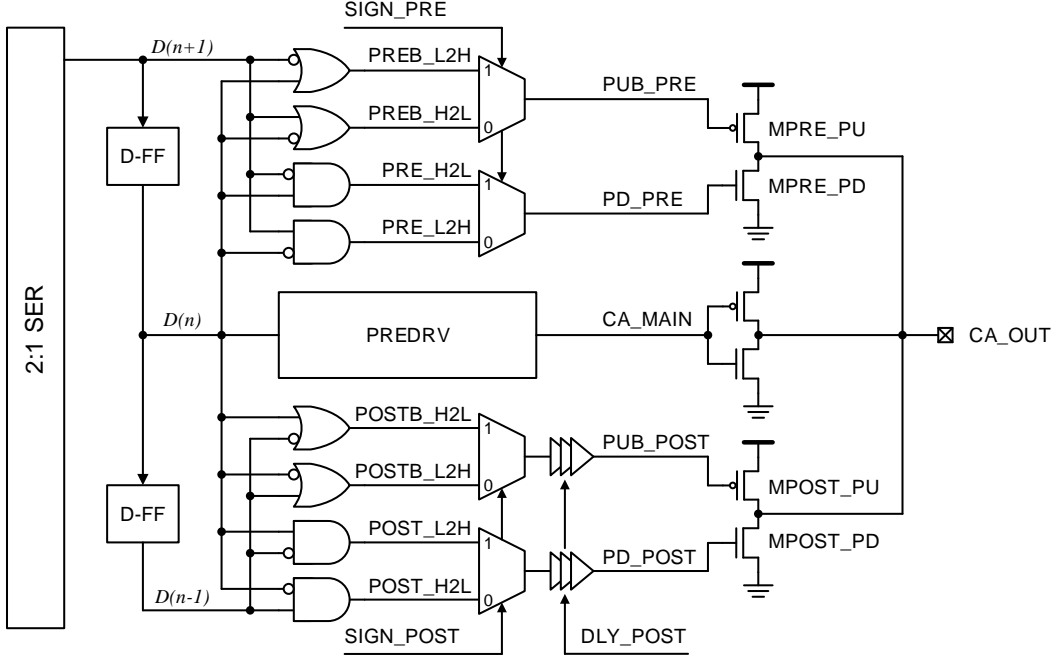 SIGN_PRE
D(n+1)
PREB_L2H
1
PUB_PRE
MPRE_PU
PREB_H2L
0
D-FF
PRE_H2L
1
PD_PRE
MPRE_PD
PRE_L2H
0
2:1 SER
D(n)
PREDRV
CA_MAIN
CA_OUT
POSTB_H2L
1
PUB_POST
POSTB_L2H
0
MPOST_PU
D-FF
POST_L2H
1
PD_POST
MPOST_PD
D(n-1)
POST_H2L
0
SIGN_POST
DLY_POST